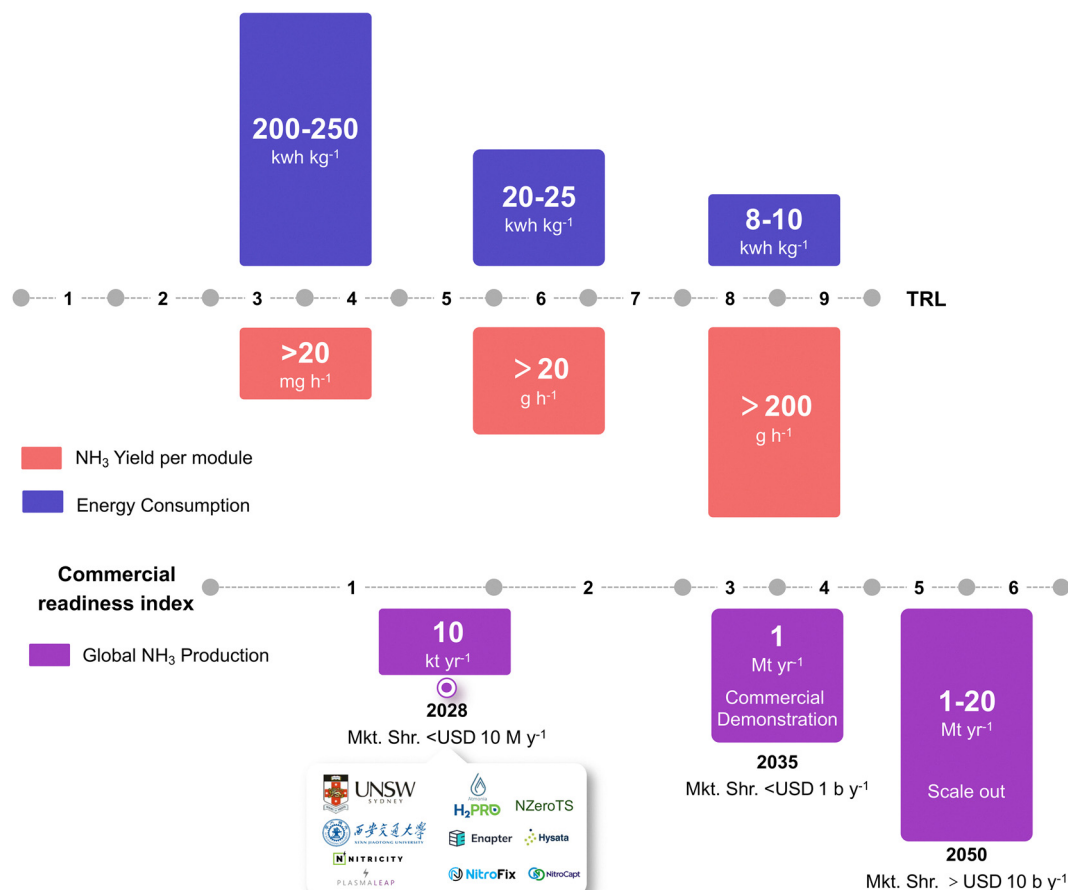 200-250
kwh kg⁻¹
20-25
kwh kg⁻¹
8-10
kwh kg⁻¹
1 2 3 4 5 6 7 8 9 TRL
>20
mg h⁻¹
> 20
g h⁻¹
> 200
g h⁻¹
NH₃ Yield per module
Energy Consumption
Commercial
readiness index
1 2 3 4 5 6
Global NH₃ Production
10
kt yr⁻¹
2028
Mkt. Shr. <USD 10 M y⁻¹
1
Mt yr⁻¹
Commercial
Demonstration
2035
Mkt. Shr. <USD 1 b y⁻¹
1-20
Mt yr⁻¹
Scale out
2050
Mkt. Shr. > USD 10 b y⁻¹
UNSW
SYDNEY
西安交通大学
XI'AN JIAOTONG UNIVERSITY
N NITRICITY
PLASMALEAP
Ammonia
H₂PRO
NZeroTS
Enapter
Hysata
NitroFix
NitroCapt